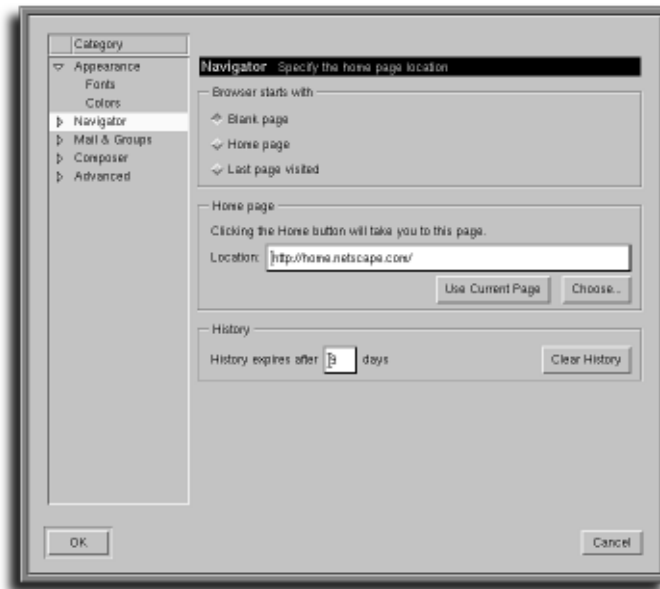 Category
Appearance
Fonts
Colors
Navigator
Mail & Groups
Composer
Advanced
Navigator Specify the home page location
Browser starts with
Blank page
Home page
Last page visited
Home page
Clicking the Home button will take you to this page.
Location: http://home.netscape.com/
Use Current Page Choose...
History
History expires after 9 days Clear History
OK Cancel